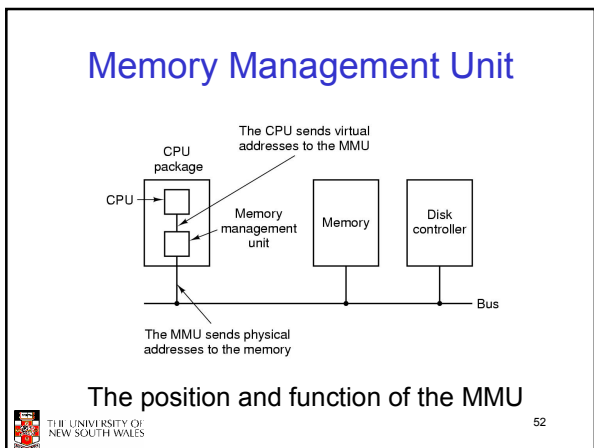 Memory Management Unit
The CPU sends virtual
addresses to the MMU
CPU
package
CPU
Memory
management
unit
Memory
Disk
controller
Bus
The MMU sends physical
addresses to the memory
The position and function of the MMU
THE UNIVERSITY OF
NEW SOUTH WALES
52